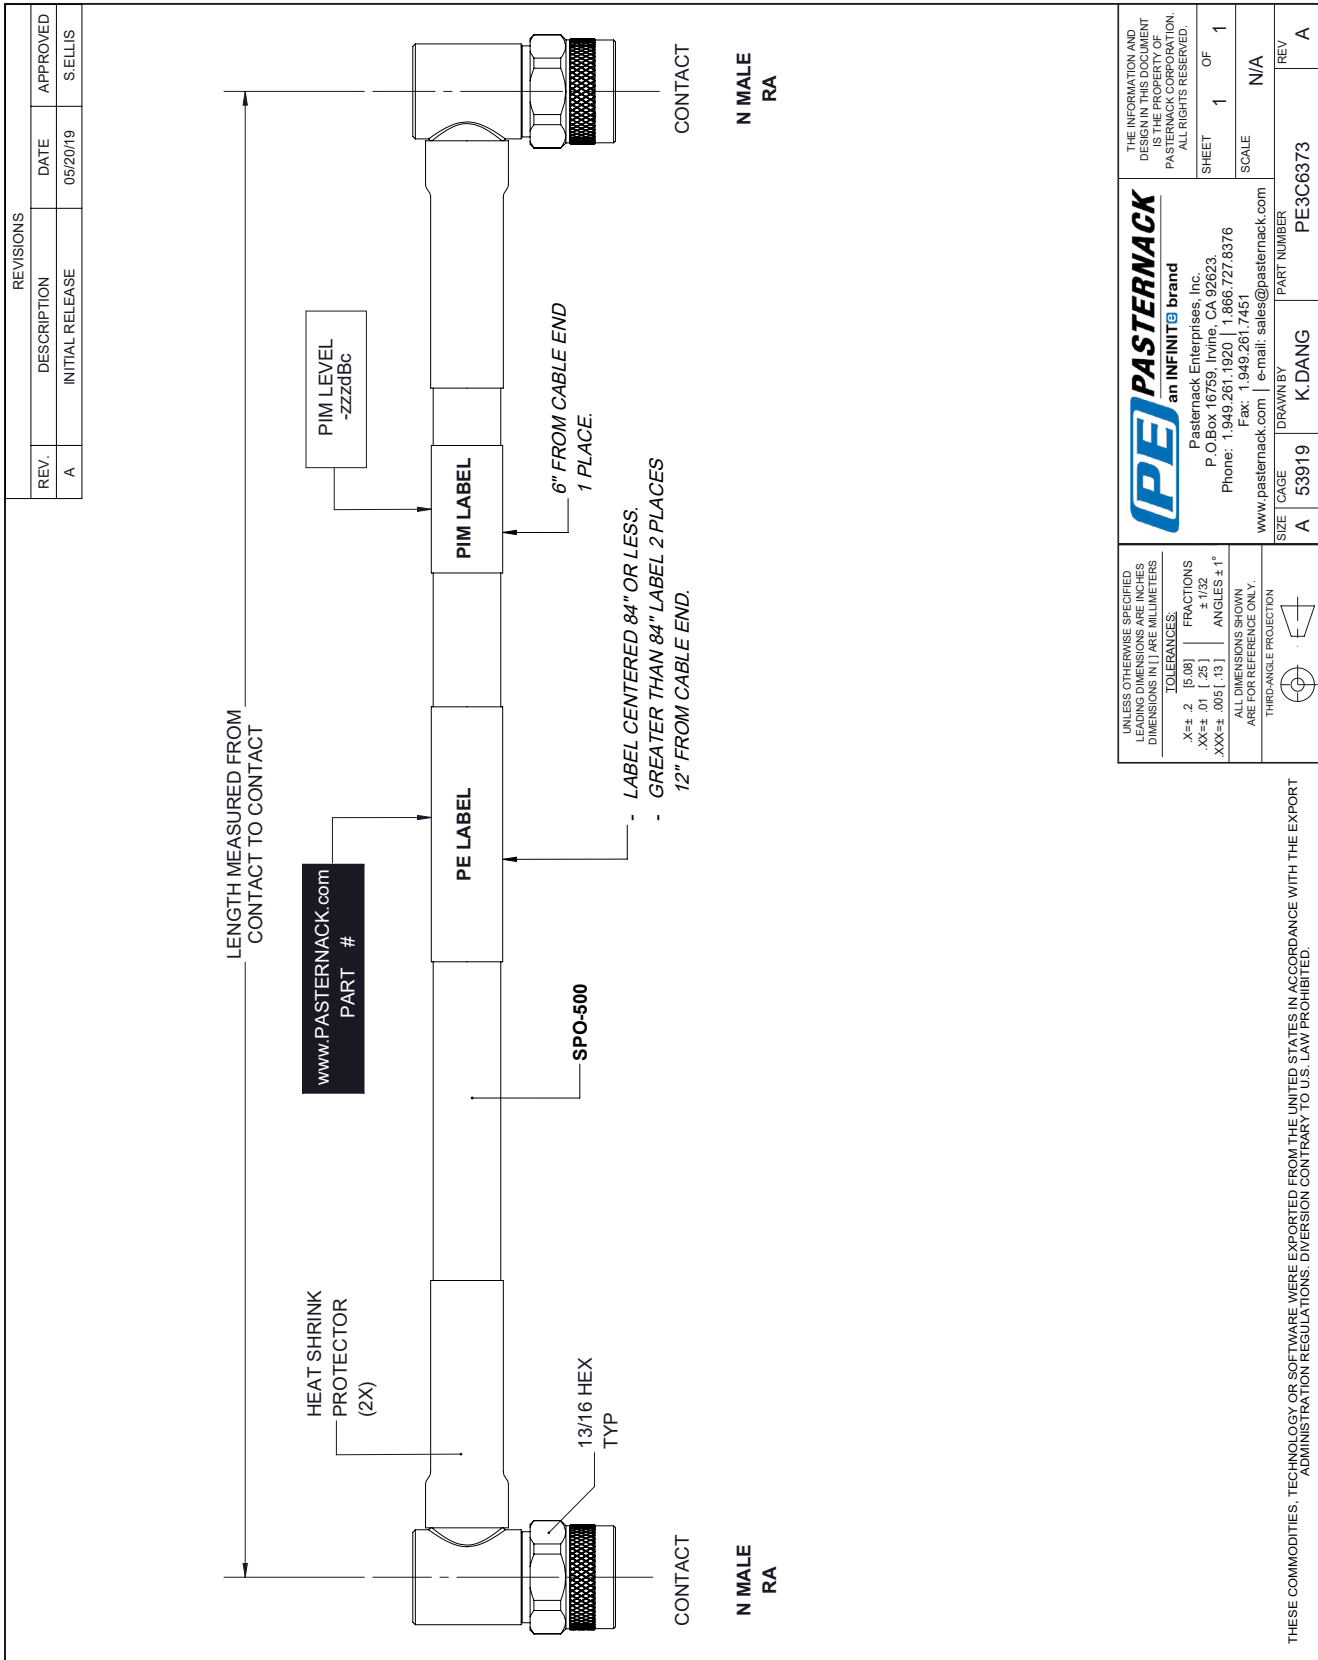 REVISIONS
REV. DESCRIPTION DATE APPROVED
A INITIAL RELEASE 05/20/19 S.ELLIS
LENGTH MEASURED FROM
CONTACT TO CONTACT
HEAT SHRINK
PROTECTOR
(2X)
www.PASTERNACK.com
PART #
PIM LEVEL
-zzzdBc
PE LABEL
PIM LABEL
13/16 HEX
TYP
SPO-500
- LABEL CENTERED 84" OR LESS.
- GREATER THAN 84" LABEL 2 PLACES
12" FROM CABLE END.
6" FROM CABLE END
1 PLACE.
CONTACT
N MALE
RA
CONTACT
N MALE
RA
UNLESS OTHERWISE SPECIFIED
LEADING DIMENSIONS ARE INCHES
DIMENSIONS IN [ ] ARE MILLIMETERS
TOLERANCES:
.X=± .2 [5.08] FRACTIONS
.XX=± .01 [ .25 ] ± 1/32
.XXX=± .005 [ .13 ] ANGLES ± 1°
ALL DIMENSIONS SHOWN
ARE FOR REFERENCE ONLY.
THIRD-ANGLE PROJECTION
PE PASTERNACK
an INFINIT@ brand
Pasternack Enterprises, Inc.
P.O.Box 16759, Irvine, CA 92623.
Phone: 1.949.261.1920 | 1.866.727.8376
Fax: 1.949.261.7451
www.pasternack.com | e-mail: sales@pasternack.com
THE INFORMATION AND
DESIGN IN THIS DOCUMENT
IS THE PROPERTY OF
PASTERNACK CORPORATION.
ALL RIGHTS RESERVED.
SHEET 1 OF 1
SCALE N/A
SIZE A
CAGE 53919
DRAWN BY K.DANG
PART NUMBER PE3C6373
REV A
THESE COMMODITIES, TECHNOLOGY OR SOFTWARE WERE EXPORTED FROM THE UNITED STATES IN ACCORDANCE WITH THE EXPORT
ADMINISTRATION REGULATIONS. DIVERSION CONTRARY TO U.S. LAW PROHIBITED.